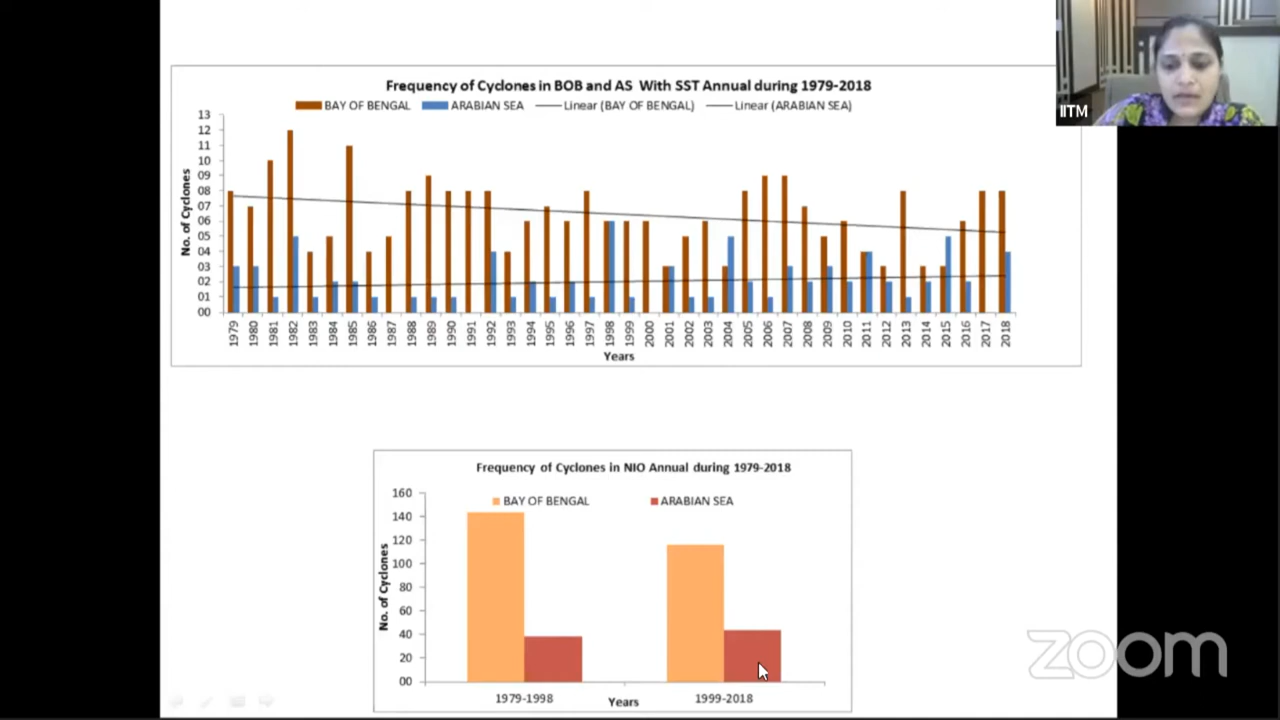 IITM
Frequency of Cyclones in BOB and AS With SST Annual during 1979-2018
BAY OF BENGAL ARABIAN SEA Linear (BAY OF BENGAL) Linear (ARABIAN SEA)
No. of Cyclones
13
12
11
10
09
08
07
06
05
04
03
02
01
00
1979 1980 1981 1982 1983 1984 1985 1986 1987 1988 1989 1990 1991 1992 1993 1994 1995 1996 1997 1998 1999 2000 2001 2002 2003 2004 2005 2006 2007 2008 2009 2010 2011 2012 2013 2014 2015 2016 2017 2018
Years
Frequency of Cyclones in NIO Annual during 1979-2018
BAY OF BENGAL ARABIAN SEA
No. of Cyclones
160
140
120
100
80
60
40
20
00
1979-1998 1999-2018
Years
zoom